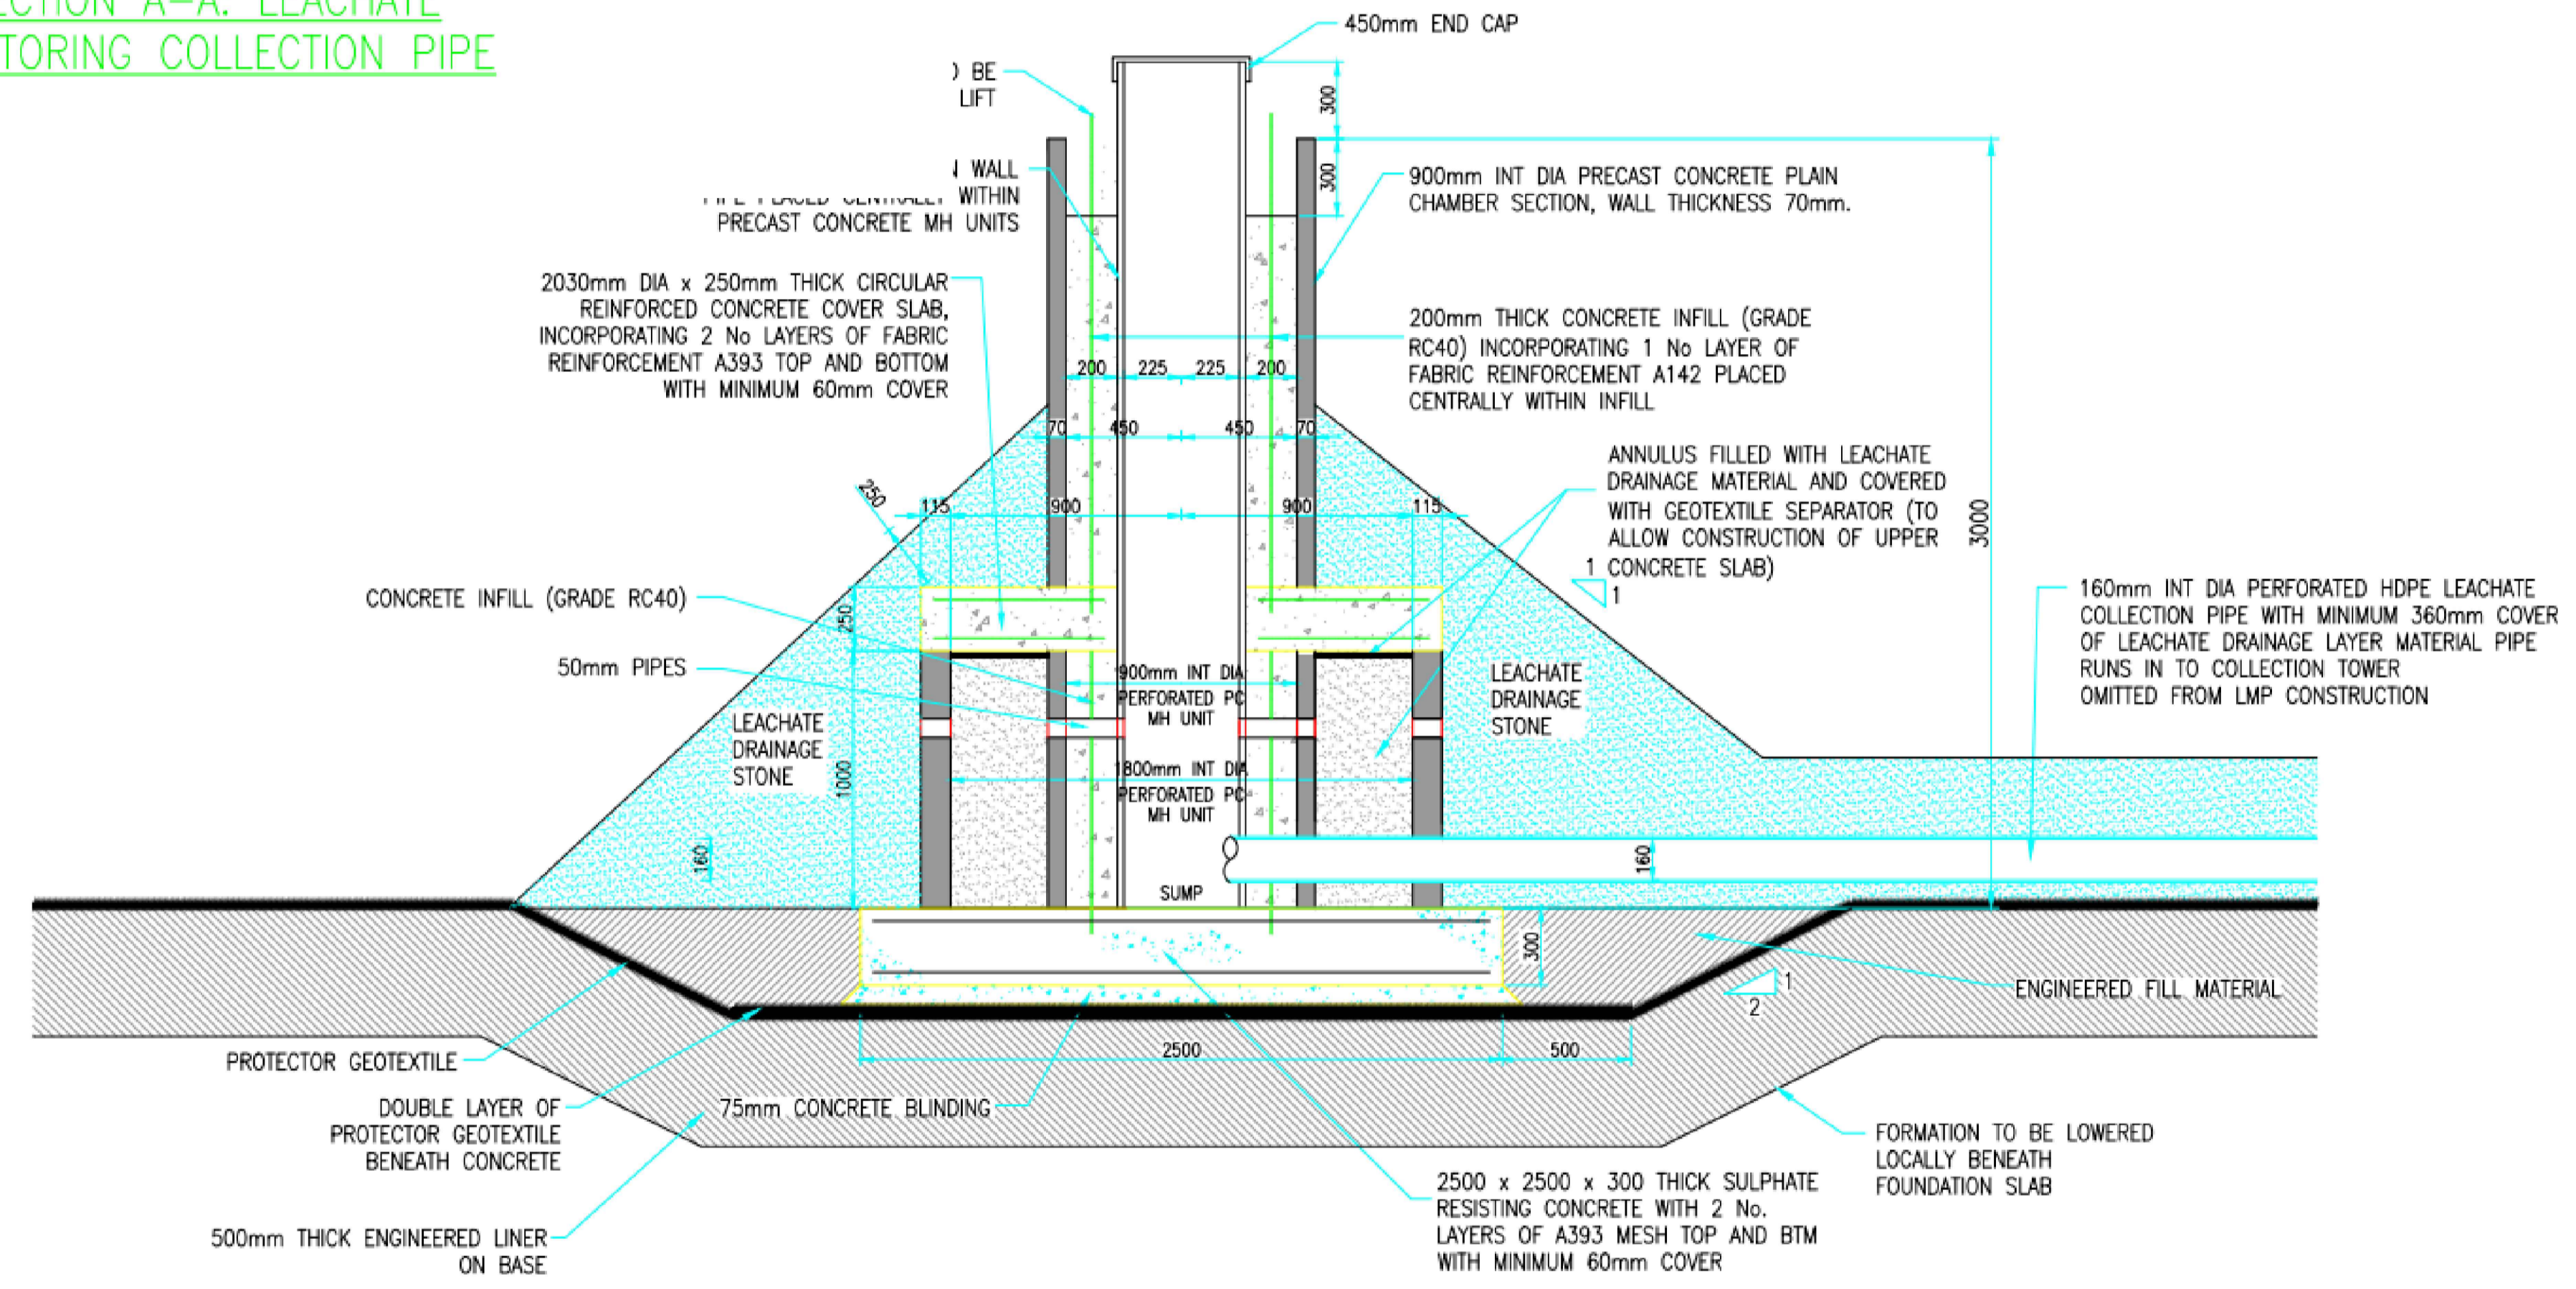 ECTION A-A: LEACHATE
TORING COLLECTION PIPE
450mm END CAP
BE
LIFT
WALL
PIPE PLACED CENTRALLY WITHIN
PRECAST CONCRETE MH UNITS
300
300
900mm INT DIA PRECAST CONCRETE PLAIN
CHAMBER SECTION, WALL THICKNESS 70mm.
2030mm DIA x 250mm THICK CIRCULAR
REINFORCED CONCRETE COVER SLAB,
INCORPORATING 2 No LAYERS OF FABRIC
REINFORCEMENT A393 TOP AND BOTTOM
WITH MINIMUM 60mm COVER
200mm THICK CONCRETE INFILL (GRADE
RC40) INCORPORATING 1 No LAYER OF
FABRIC REINFORCEMENT A142 PLACED
CENTRALLY WITHIN INFILL
200 225 225 200
70 450 450 70
250
115 900 900 115
ANNULUS FILLED WITH LEACHATE
DRAINAGE MATERIAL AND COVERED
WITH GEOTEXTILE SEPARATOR (TO
ALLOW CONSTRUCTION OF UPPER
CONCRETE SLAB)
3000
1
1
CONCRETE INFILL (GRADE RC40)
250
160mm INT DIA PERFORATED HDPE LEACHATE
COLLECTION PIPE WITH MINIMUM 360mm COVER
OF LEACHATE DRAINAGE LAYER MATERIAL PIPE
RUNS IN TO COLLECTION TOWER
OMITTED FROM LMP CONSTRUCTION
50mm PIPES
900mm INT DIA
PERFORATED PC
MH UNIT
LEACHATE
DRAINAGE
STONE
LEACHATE
DRAINAGE
STONE
1000
1800mm INT DIA
PERFORATED PC
MH UNIT
160
160
SUMP
300
ENGINEERED FILL MATERIAL
1
2
2500
500
PROTECTOR GEOTEXTILE
DOUBLE LAYER OF
PROTECTOR GEOTEXTILE
BENEATH CONCRETE
75mm CONCRETE BLINDING
FORMATION TO BE LOWERED
LOCALLY BENEATH
FOUNDATION SLAB
500mm THICK ENGINEERED LINER
ON BASE
2500 x 2500 x 300 THICK SULPHATE
RESISTING CONCRETE WITH 2 No.
LAYERS OF A393 MESH TOP AND BTM
WITH MINIMUM 60mm COVER